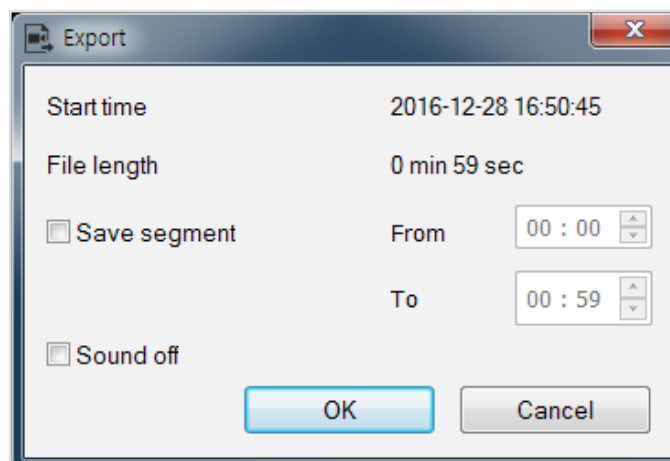 Export
Start time 2016-12-28 16:50:45
File length 0 min 59 sec
Save segment From 00 : 00
To 00 : 59
Sound off
OK Cancel